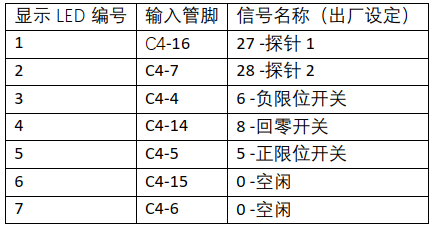 显示 LED 编号 输入管脚 信号名称（出厂设定）
1 C4-16 27 -探针 1
2 C4-7 28 -探针 2
3 C4-4 6 -负限位开关
4 C4-14 8 -回零开关
5 C4-5 5 -正限位开关
6 C4-15 0 -空闲
7 C4-6 0 -空闲